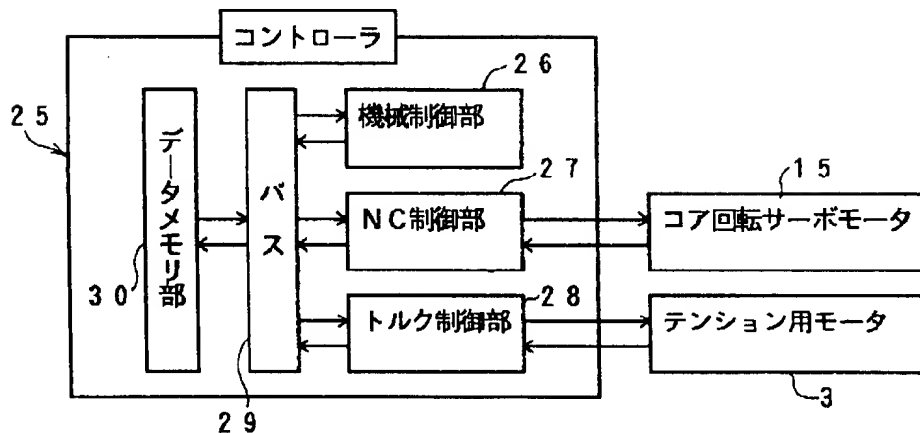 コントローラ
26
機械制御部
25
データメモリ部
バス
27
15
NC制御部
コア回転サーボモータ
30
28
トルク制御部
テンション用モータ
29
3